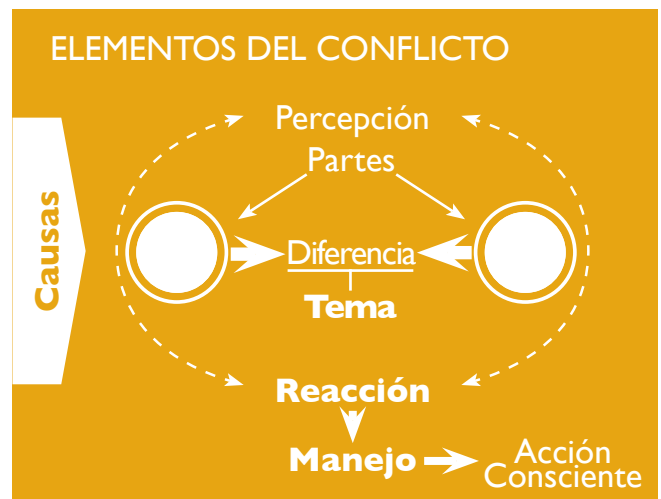 ELEMENTOS DEL CONFLICTO
Percepción
Partes
Causas
Diferencia
Tema
Reacción
Manejo
Acción
Consciente